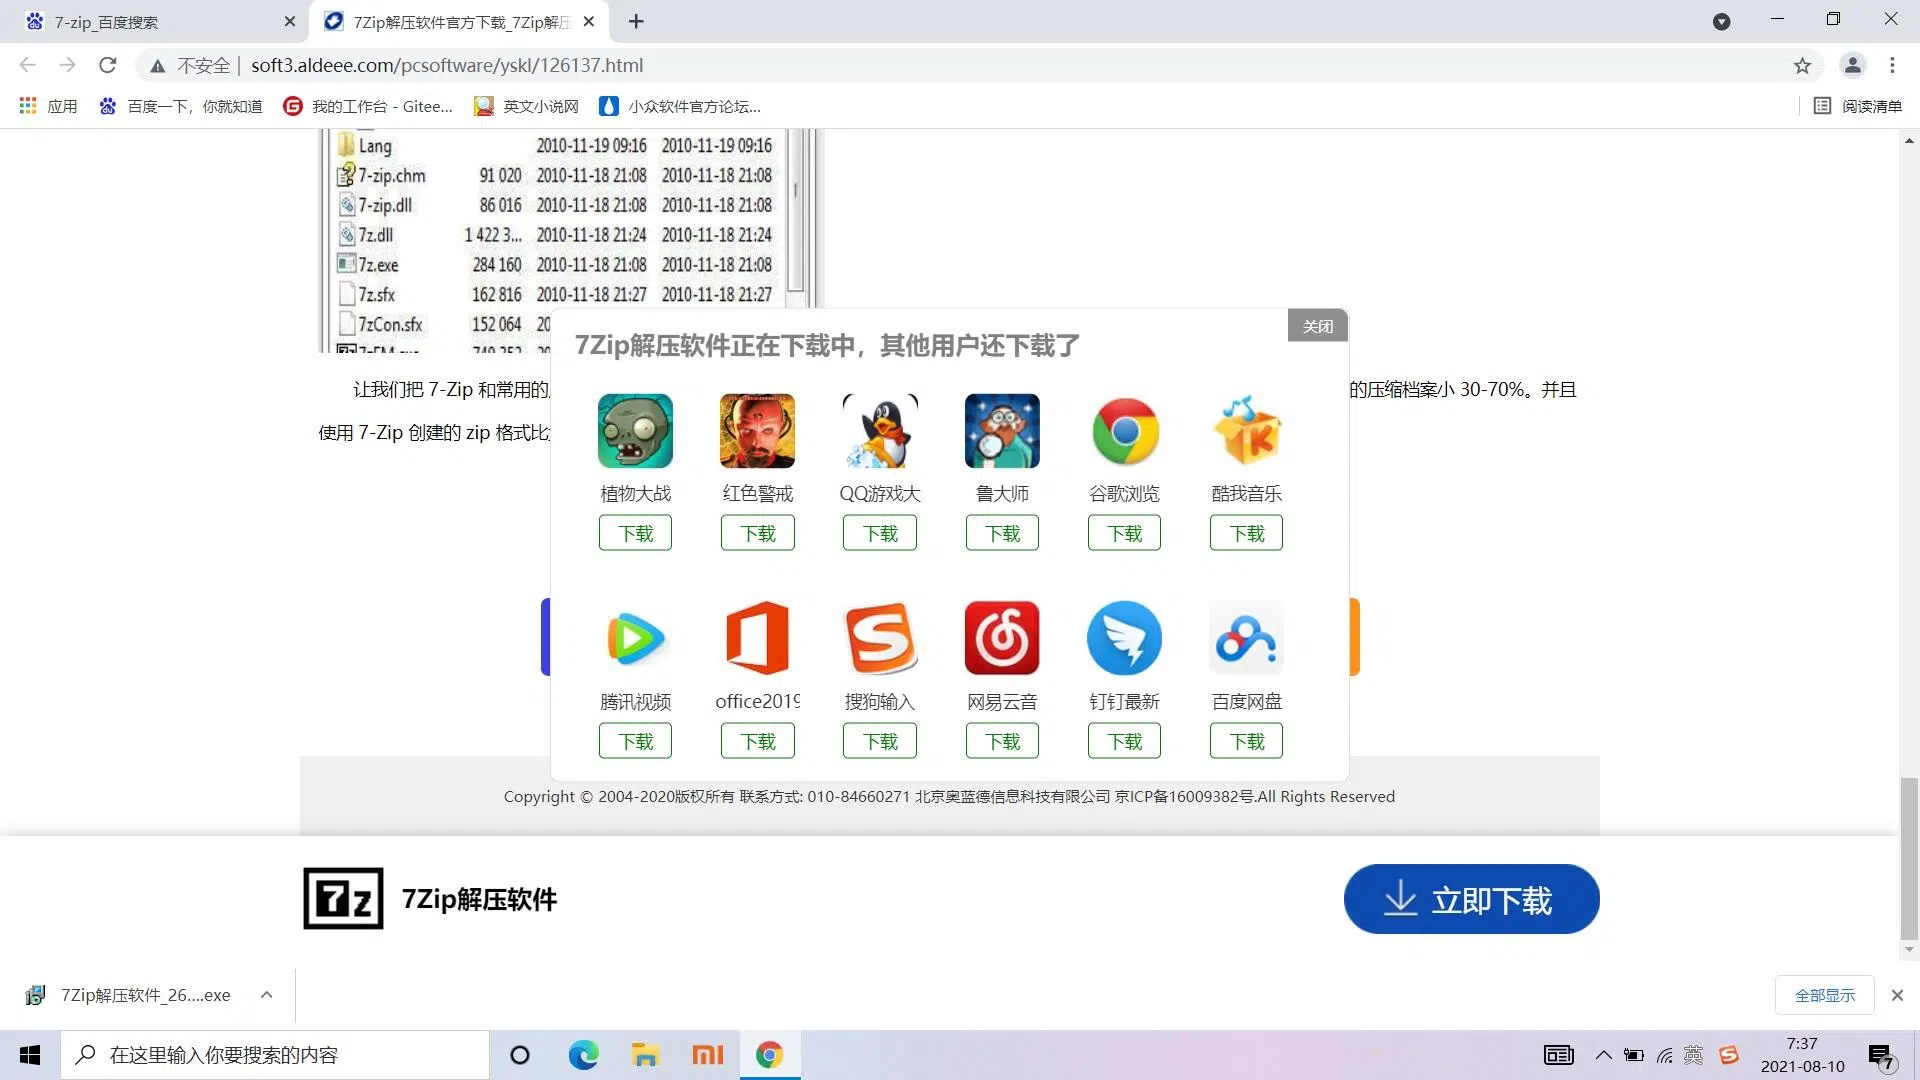 7-zip_百度搜索
7Zip解压软件官方下载_7Zip解压
不安全 | soft3.aldeee.com/pcsoftware/yskl/126137.html
应用 百度一下，你就知道 我的工作台 - Gitee... 英文小说网 小众软件官方论坛... 阅读清单
Lang 2010-11-19 09:16 2010-11-19 09:16
7-zip.chm 91 020 2010-11-18 21:08 2010-11-18 21:08
7-zip.dll 86 016 2010-11-18 21:08 2010-11-18 21:08
7z.dll 1 422 3... 2010-11-18 21:24 2010-11-18 21:24
7z.exe 284 160 2010-11-18 21:08 2010-11-18 21:08
7z.sfx 162 816 2010-11-18 21:27 2010-11-18 21:27
7zCon.sfx 152 064 20
让我们把 7-Zip 和常用的 的压缩档案小 30-70%。并且
使用 7-Zip 创建的 zip 格式比
7Zip解压软件正在下载中，其他用户还下载了
关闭
植物大战 红色警戒 QQ游戏大 鲁大师 谷歌浏览 酷我音乐
下载 下载 下载 下载 下载 下载
腾讯视频 office2019 搜狗输入 网易云音 钉钉最新 百度网盘
下载 下载 下载 下载 下载 下载
Copyright © 2004-2020版权所有 联系方式: 010-84660271 北京奥蓝德信息科技有限公司 京ICP备16009382号.All Rights Reserved
7z 7Zip解压软件
立即下载
7Zip解压软件_26....exe
全部显示
在这里输入你要搜索的内容
英
7:37
2021-08-10
7